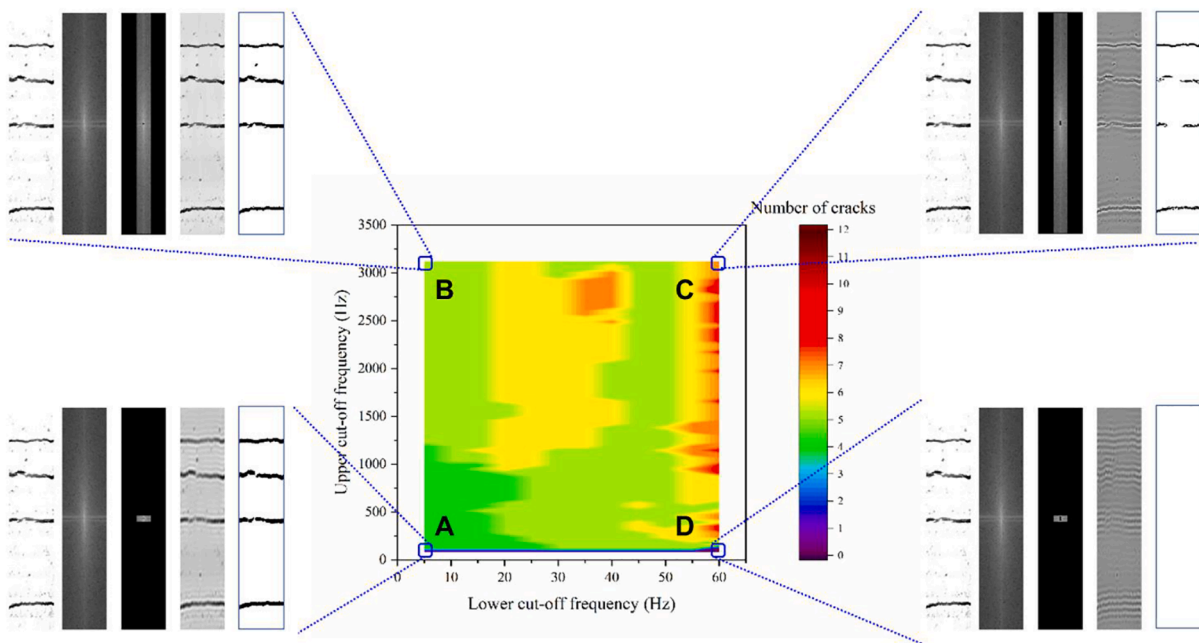 Number of cracks
3500
3000
2500
2000
1500
1000
500
0
Upper cut-off frequency (Hz)
B
C
A
D
12
11
10
9
8
7
6
5
4
3
2
1
0
0 10 20 30 40 50 60
Lower cut-off frequency (Hz)